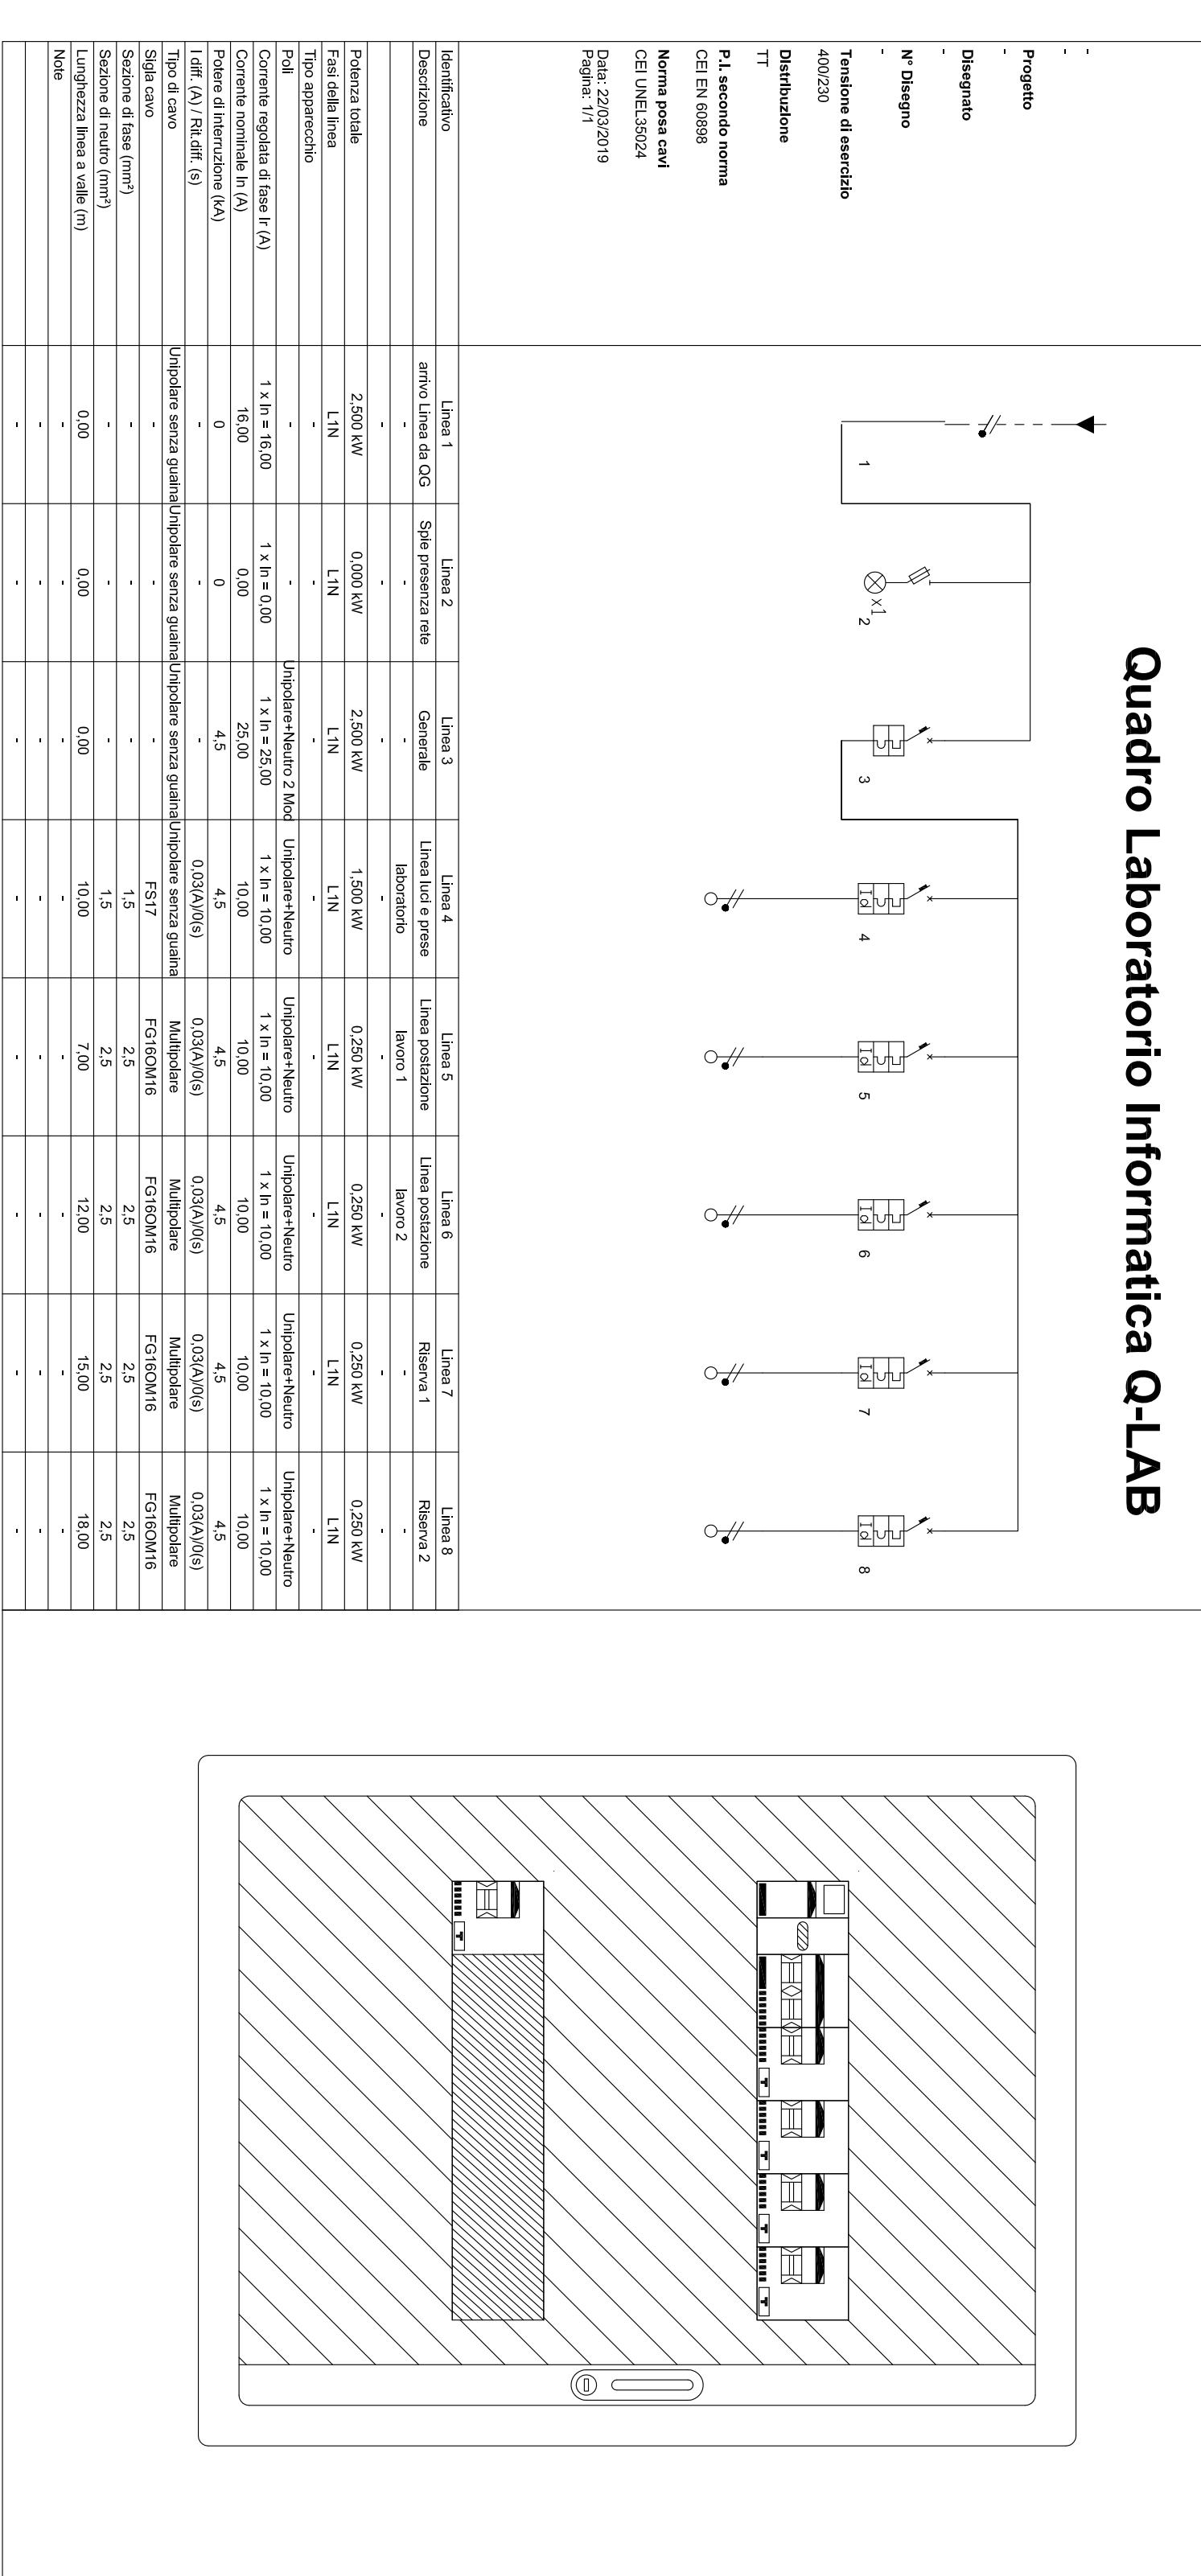 Quadro Laboratorio Informatica Q-LAB
-
-
Progetto
-
Disegnato
-
N° Disegno
-
Tensione di esercizio
400/230
Distribuzione
TT
P.I. secondo norma
CEI EN 60898
Norma posa cavi
CEI UNEL35024
Data: 22/03/2019
Pagina: 1/1
1
x1
2
3
Id
4
Id
5
Id
6
Id
7
Id
8
Identificativo Linea 1 Linea 2 Linea 3 Linea 4 Linea 5 Linea 6 Linea 7 Linea 8
Descrizione arrivo Linea da QG Spie presenza rete Generale Linea luci e prese Linea postazione Linea postazione Riserva 1 Riserva 2
- - - laboratorio lavoro 1 lavoro 2 - -
- - - - - - - -
Potenza totale 2,500 kW 0,000 kW 2,500 kW 1,500 kW 0,250 kW 0,250 kW 0,250 kW 0,250 kW
Fasi della linea L1N L1N L1N L1N L1N L1N L1N L1N
Tipo apparecchio - - - - - - - -
Poli - - Unipolare+Neutro 2 Mod Unipolare+Neutro Unipolare+Neutro Unipolare+Neutro Unipolare+Neutro Unipolare+Neutro
Corrente regolata di fase Ir (A) 1 x In = 16,00 1 x In = 0,00 1 x In = 25,00 1 x In = 10,00 1 x In = 10,00 1 x In = 10,00 1 x In = 10,00 1 x In = 10,00
Corrente nominale In (A) 16,00 0,00 25,00 10,00 10,00 10,00 10,00 10,00
Potere di interruzione (kA) 0 0 4,5 4,5 4,5 4,5 4,5 4,5
I diff. (A) / Rit.diff. (s) - - - 0,03(A)/0(s) 0,03(A)/0(s) 0,03(A)/0(s) 0,03(A)/0(s) 0,03(A)/0(s)
Tipo di cavo Unipolare senza guaina Unipolare senza guaina Unipolare senza guaina Unipolare senza guaina Multipolare Multipolare Multipolare Multipolare
Sigla cavo - - - FS17 FG16OM16 FG16OM16 FG16OM16 FG16OM16
Sezione di fase (mm²) - - - 1,5 2,5 2,5 2,5 2,5
Sezione di neutro (mm²) - - - 1,5 2,5 2,5 2,5 2,5
Lunghezza linea a valle (m) 0,00 0,00 0,00 10,00 7,00 12,00 15,00 18,00
Note - - - - - - - -
- - - - - - - -
- - - - - - - -
T
T
T
T
T